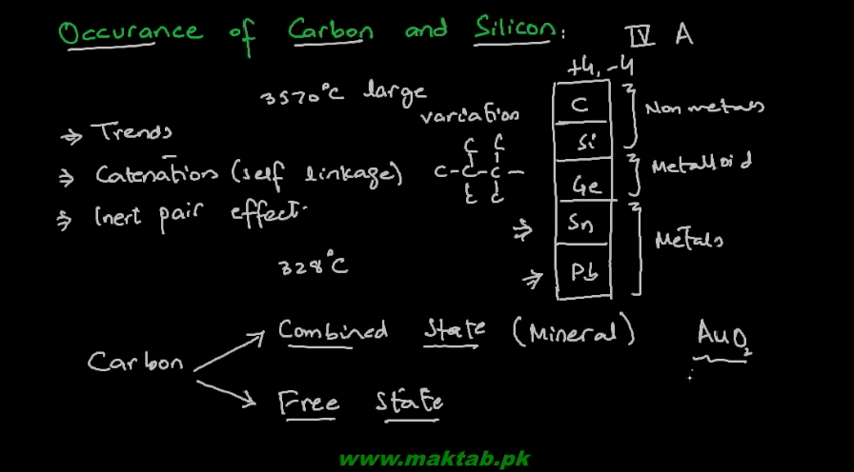 Occurance of Carbon and Silicon: IV A
+4, -4
3570°C large variation
C Non metals
⇒ Trends
Si
⇒ Catenation (self linkage)
C C
C-C-C-
C C
Metalloid
Ge
⇒ Inert pair effect
⇒ Sn
Metals
328°C
⇒ Pb
Combined State (Mineral) AuO₂
Carbon
Free State
www.maktab.pk